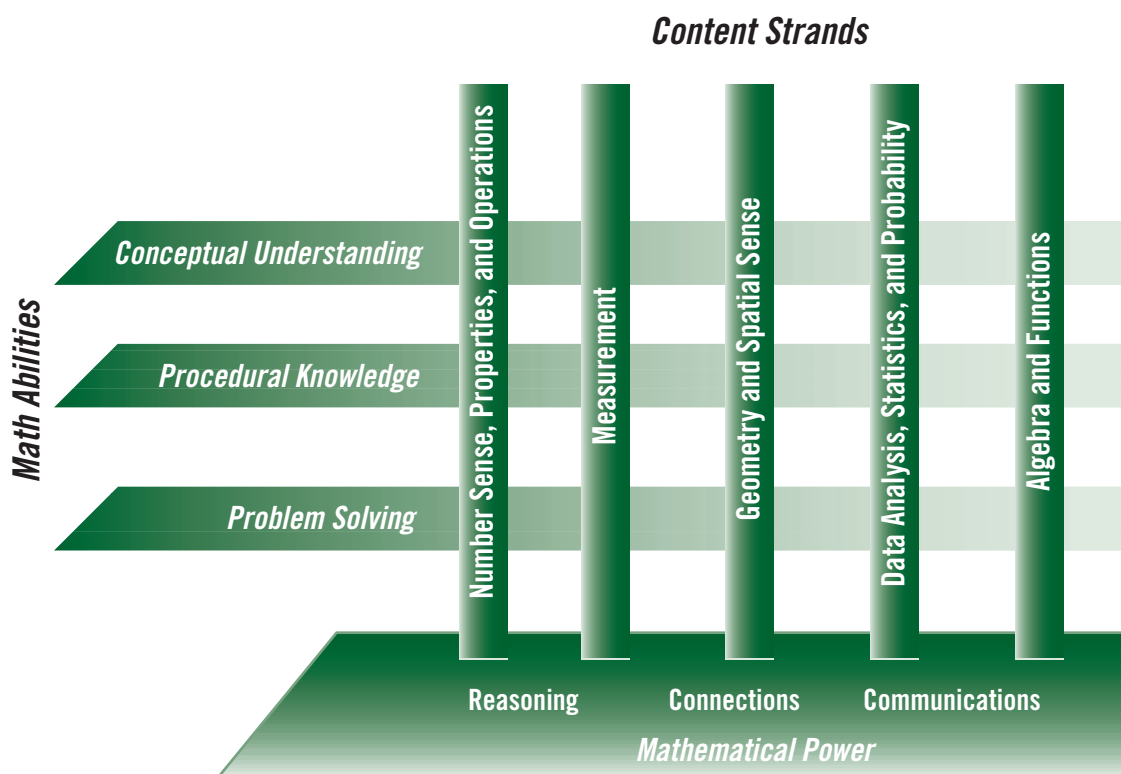 Content Strands
Math Abilities
Conceptual Understanding
Procedural Knowledge
Problem Solving
Number Sense, Properties, and Operations
Measurement
Geometry and Spatial Sense
Data Analysis, Statistics, and Probability
Algebra and Functions
Reasoning
Connections
Communications
Mathematical Power